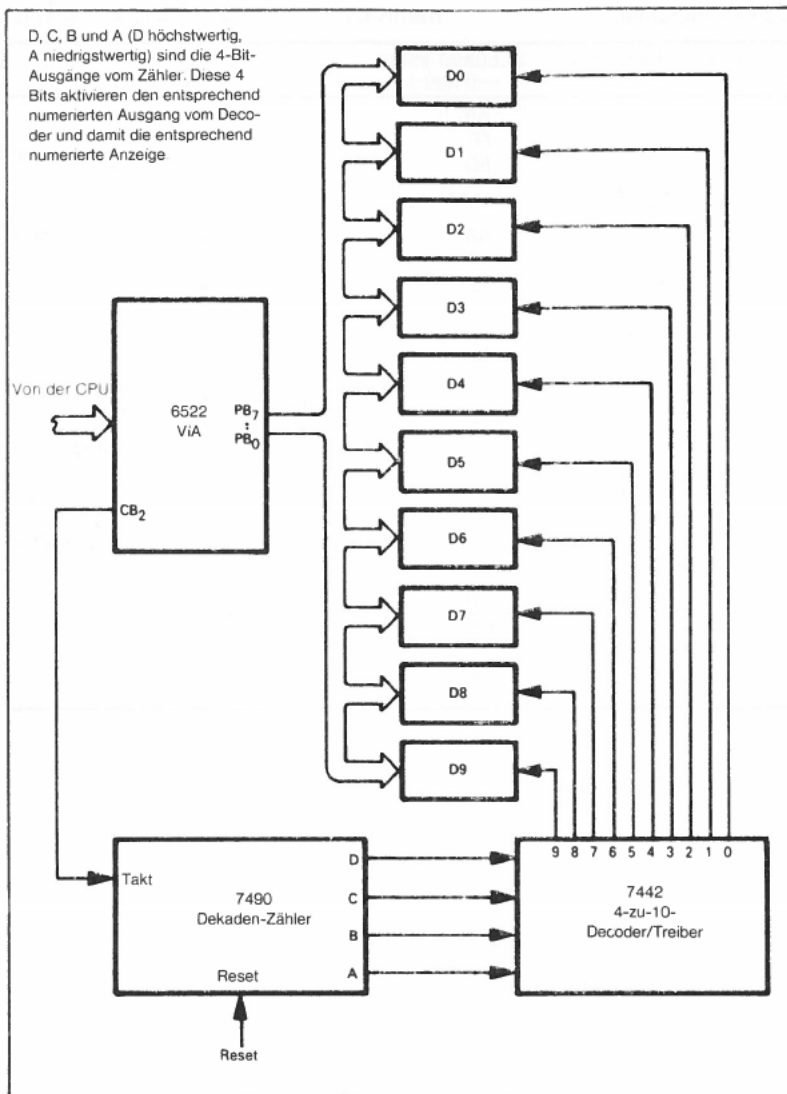 D, C, B und A (D höchstwertig,
A niedrigstwertig) sind die 4-Bit-
Ausgänge vom Zähler. Diese 4
Bits aktivieren den entsprechend
numerierten Ausgang vom Deco-
der und damit die entsprechend
numerierte Anzeige
D0
D1
D2
D3
D4
D5
D6
D7
D8
D9
Von der CPU
6522
ViA
PB7
:
PB0
CB2
9 8 7 6 5 4 3 2 1 0
Takt
7490
Dekaden-Zähler
Reset
D
C
B
A
7442
4-zu-10-
Decoder/Treiber
Reset